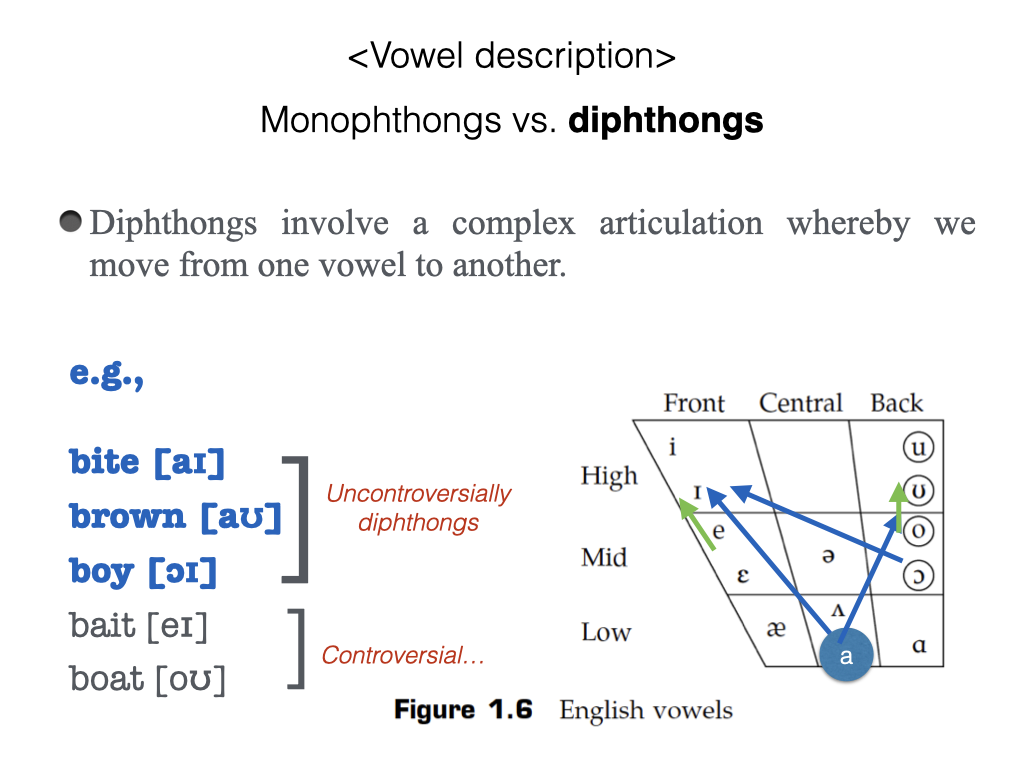 <Vowel description>
Monophthongs vs. diphthongs
Diphthongs involve a complex articulation whereby we
move from one vowel to another.
e.g.,
bite [aɪ]
brown [aʊ]
boy [ɔɪ]
Uncontroversially
diphthongs
bait [eɪ]
boat [oʊ]
Controversial…
Front Central Back
High
i
u
ɪ
ʊ
Mid
e
o
ə
ɛ
ɔ
Low
ʌ
æ
ɑ
a
Figure 1.6 English vowels